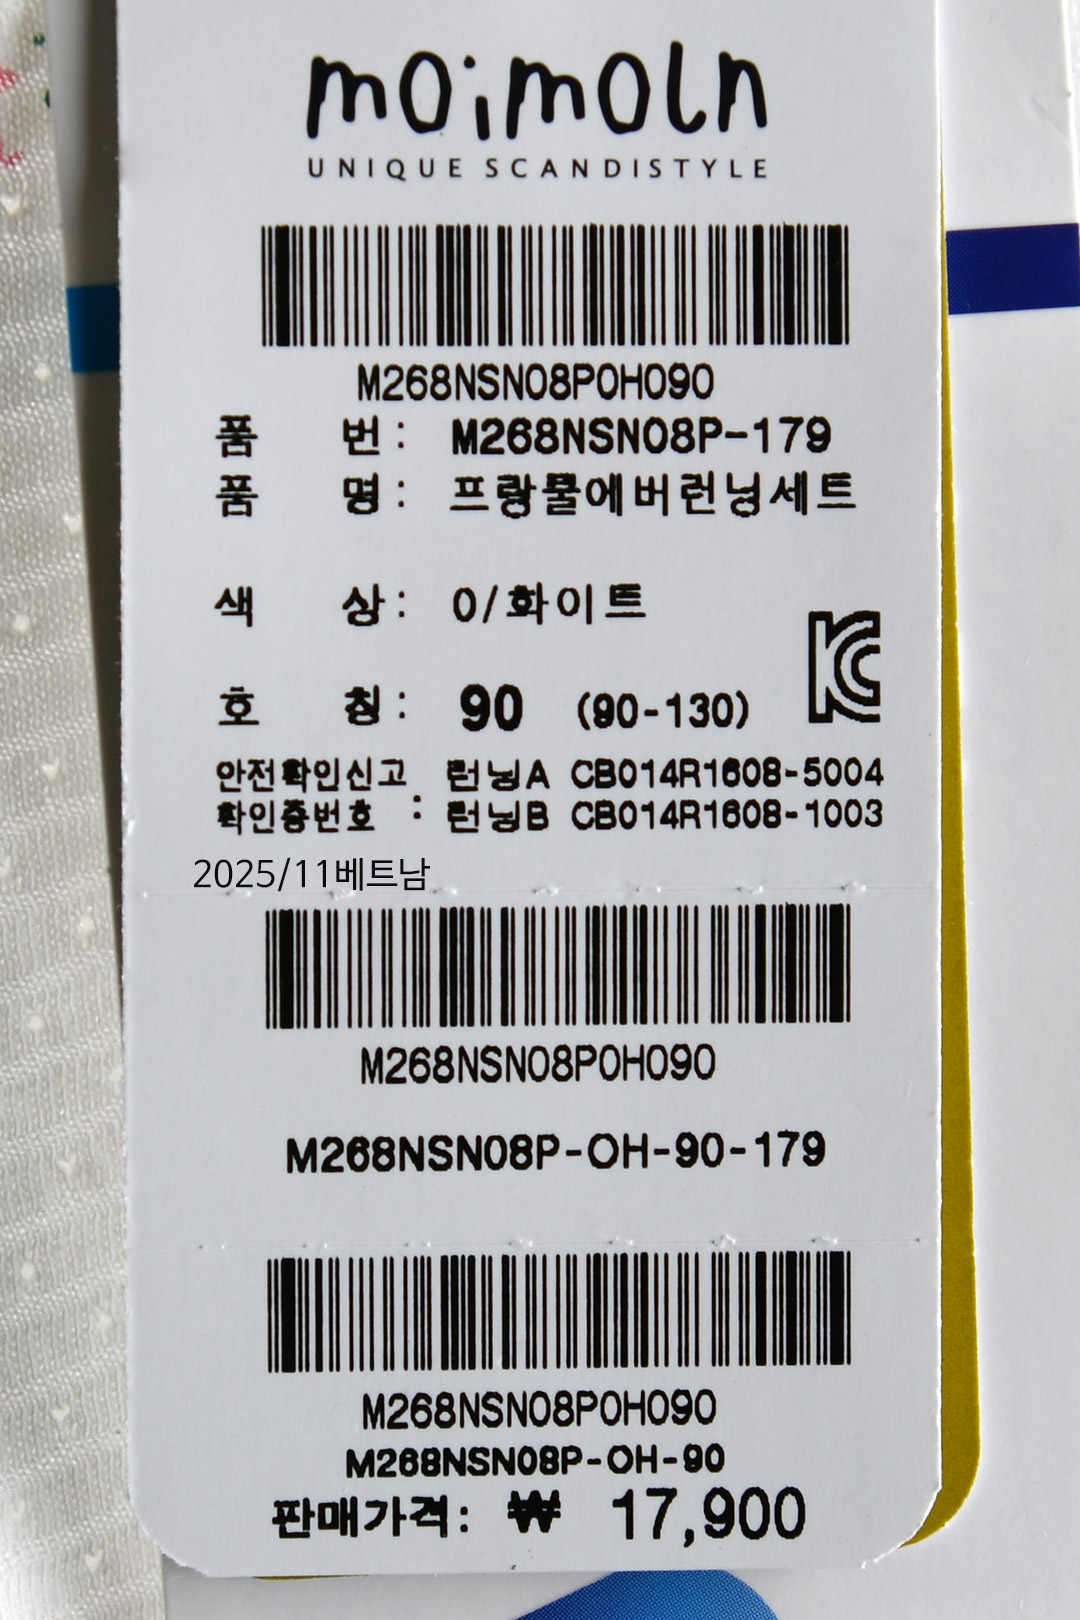 moimoln
UNIQUE SCANDISTYLE
M268NSN08P0H090
품 번: M268NSN08P-179
품 명: 프랑뿔에버런닝세트
색 상: 0/화이트
호 칭: 90 (90-130)
안전확인신고 런닝A CB014R1608-5004
확인증번호 : 런닝B CB014R1608-1003
2025/11베트남
M268NSN08P0H090
M268NSN08P-OH-90-179
M268NSN08P0H090
M268NSN08P-OH-90
판매가격: ₩ 17,900